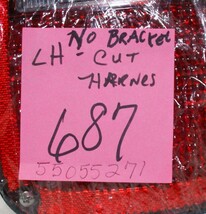 NO BRACKET
LH - CUT
HARNES
687
55055271